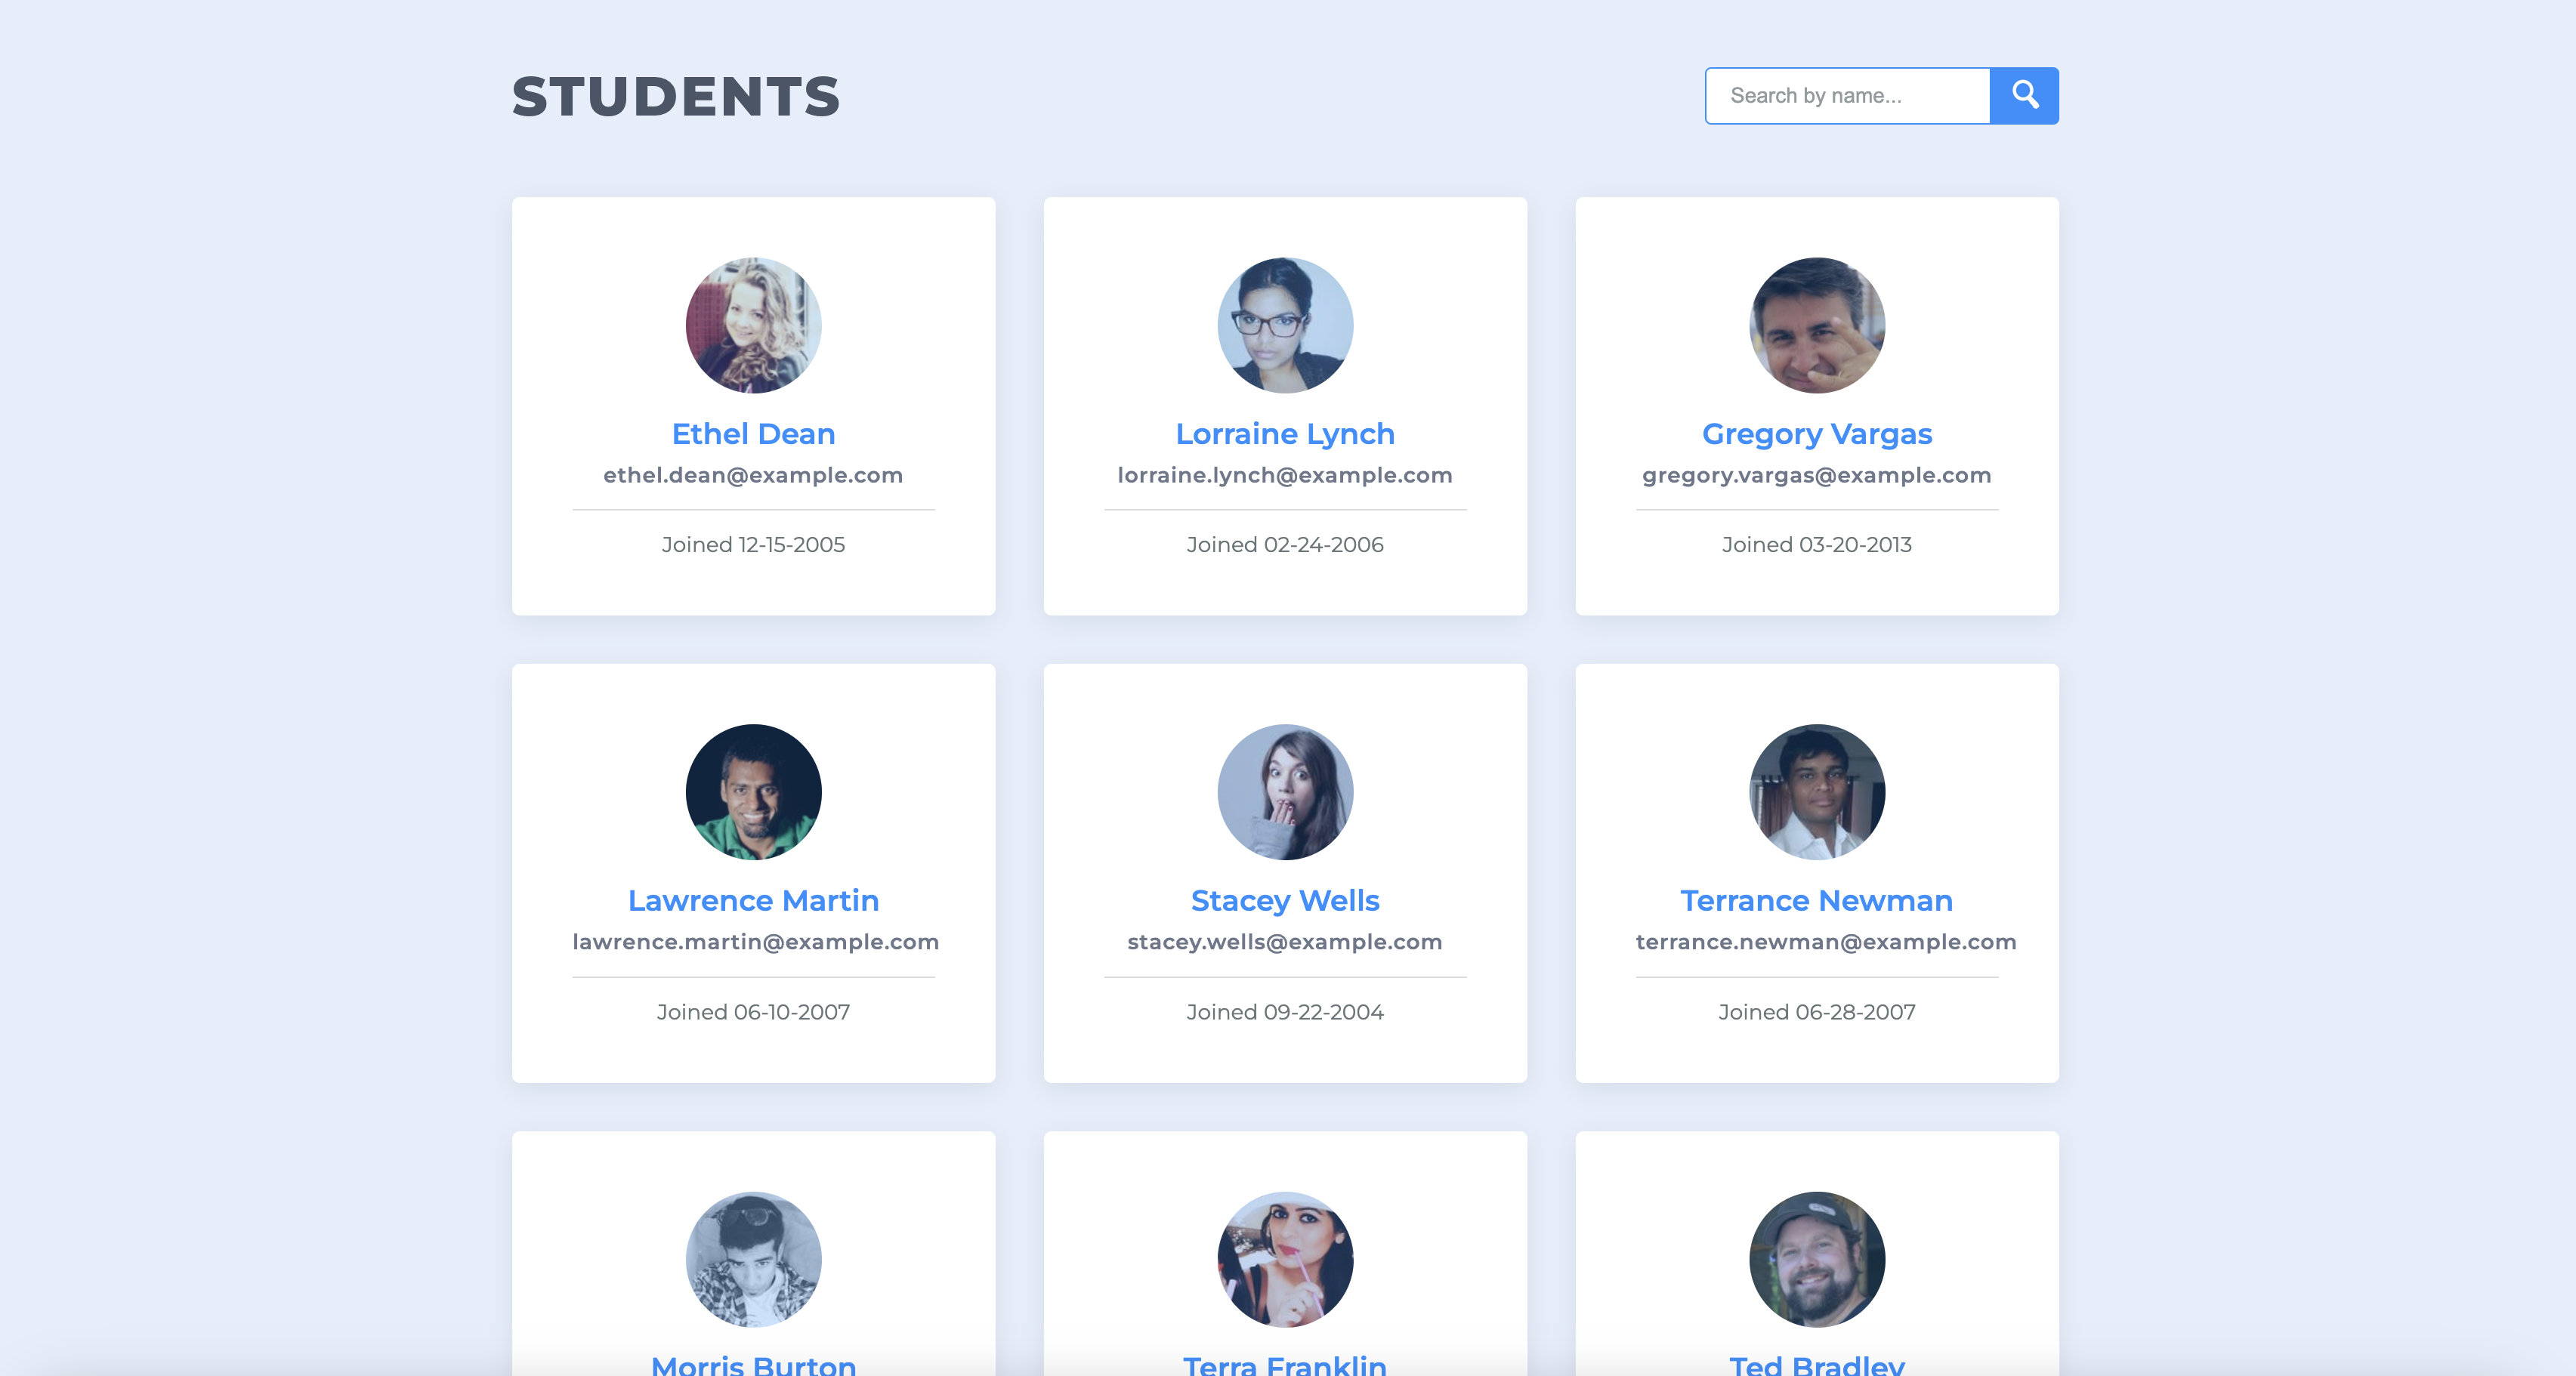 STUDENTS
Search by name...
Ethel Dean
ethel.dean@example.com
Joined 12-15-2005
Lorraine Lynch
lorraine.lynch@example.com
Joined 02-24-2006
Gregory Vargas
gregory.vargas@example.com
Joined 03-20-2013
Lawrence Martin
lawrence.martin@example.com
Joined 06-10-2007
Stacey Wells
stacey.wells@example.com
Joined 09-22-2004
Terrance Newman
terrance.newman@example.com
Joined 06-28-2007
Morris Burton
Terra Franklin
Ted Bradley